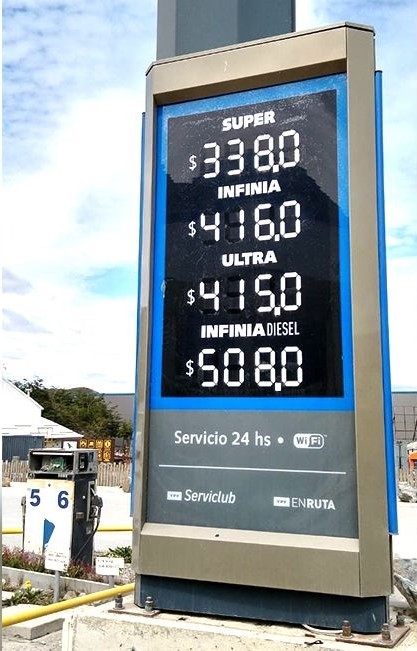 SUPER
$338,0
INFINIA
$416,0
ULTRA
$415,0
INFINIA DIESEL
$508,0
Servicio 24 hs • WiFi
YPF Serviclub
YPF ENRUTA
5 6